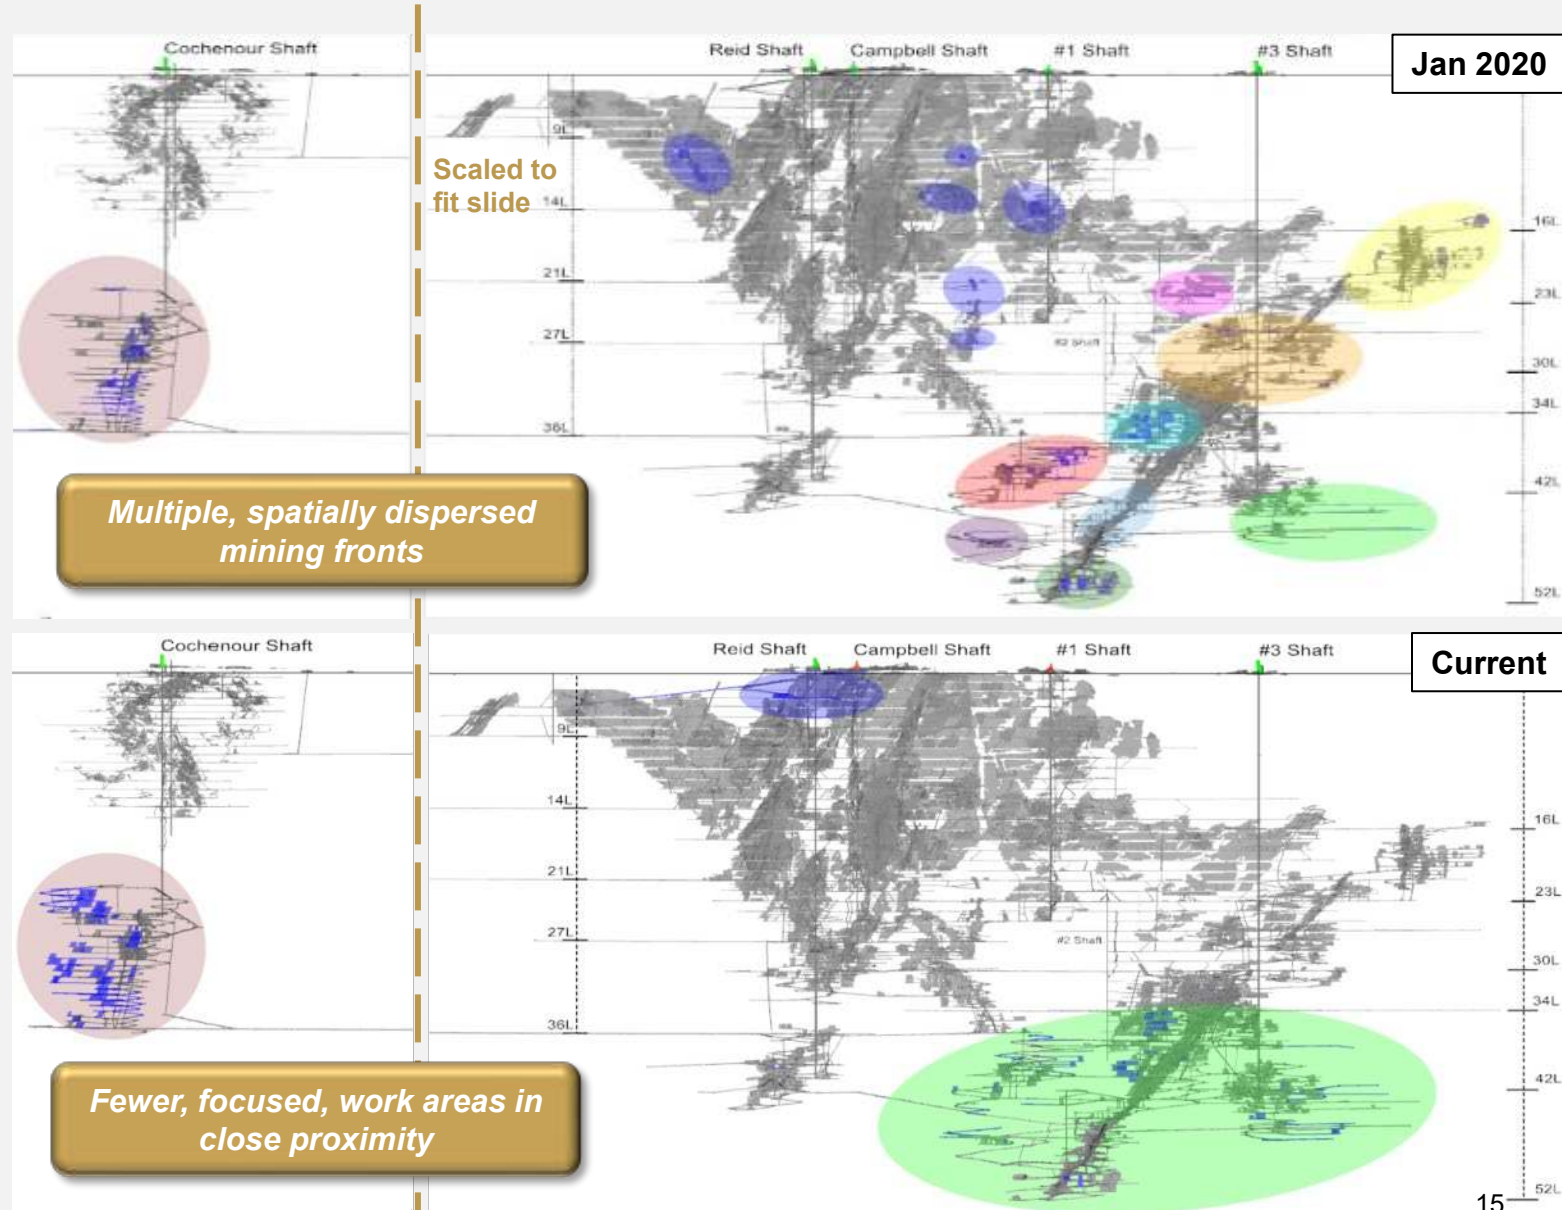 Cochenour Shaft
Reid Shaft
Campbell Shaft
#1 Shaft
#3 Shaft
Jan 2020
Scaled to
fit slide
9L
14L
21L
27L
36L
#2 Shaft
16L
23L
30L
34L
42L
52L
Multiple, spatially dispersed
mining fronts
Cochenour Shaft
Reid Shaft
Campbell Shaft
#1 Shaft
#3 Shaft
Current
9L
14L
21L
27L
36L
#2 Shaft
16L
23L
30L
34L
42L
52L
Fewer, focused, work areas in
close proximity
15